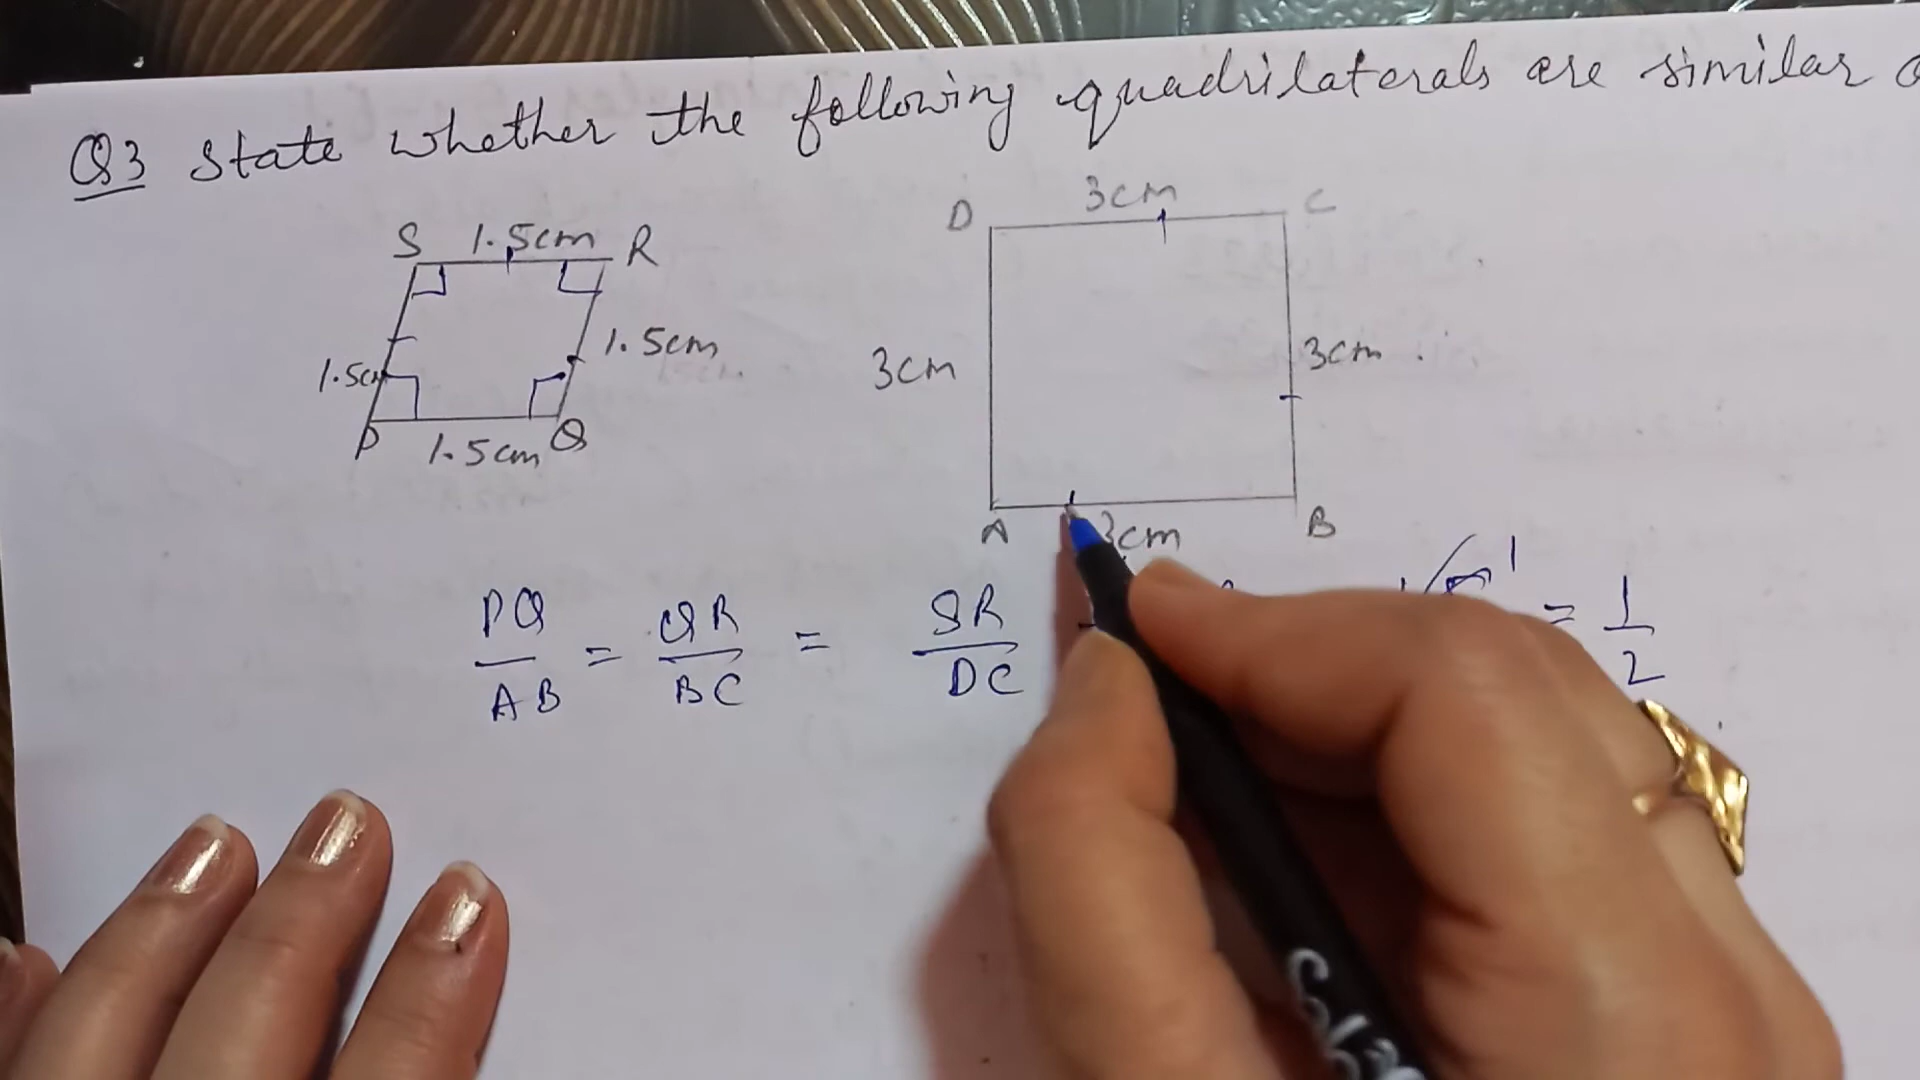 Q3 State whether the following quadrilaterals are similar
S 1.5cm R
D 3cm C
1.5cm 1.5cm
3cm 3cm
P 1.5cm Q
A 3cm B
PQ/AB = QR/BC = SR/DC = 1/2